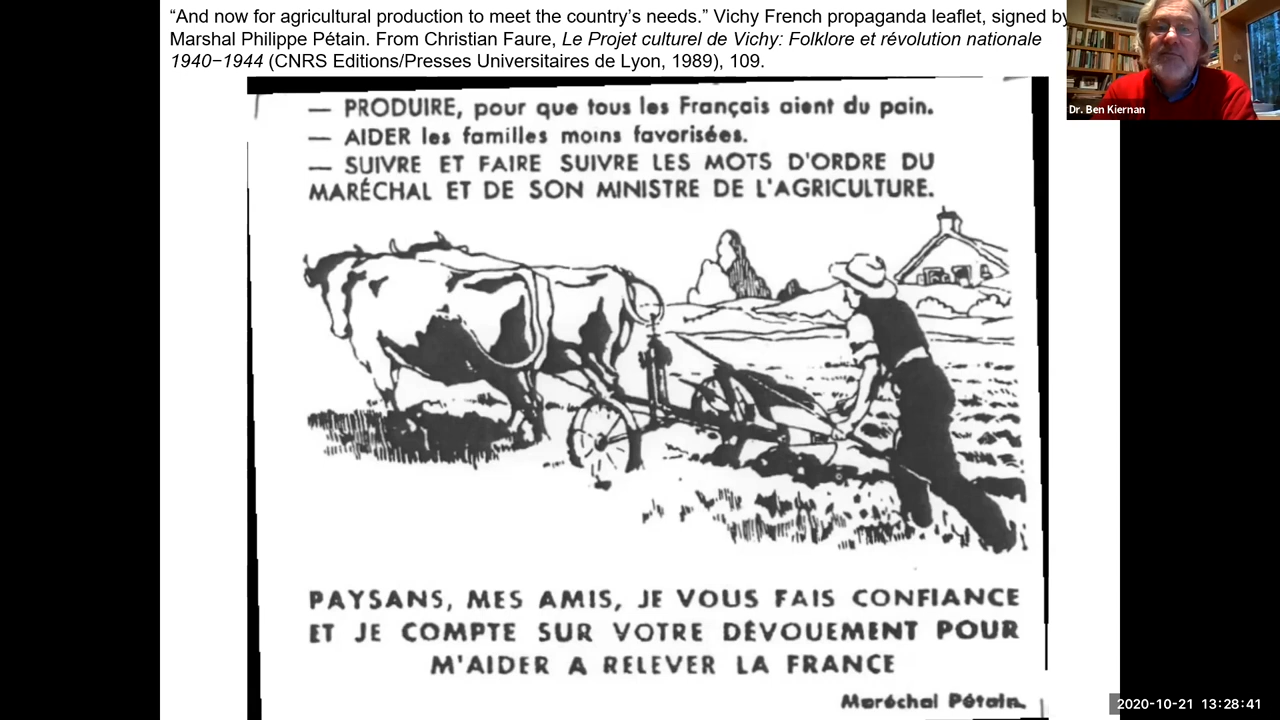 “And now for agricultural production to meet the country’s needs.” Vichy French propaganda leaflet, signed by
Marshal Philippe Pétain. From Christian Faure, Le Projet culturel de Vichy: Folklore et révolution nationale
1940−1944 (CNRS Editions/Presses Universitaires de Lyon, 1989), 109.
Dr. Ben Kiernan
— PRODUIRE, pour que tous les Français aient du pain.
— AIDER les familles moins favorisées.
— SUIVRE ET FAIRE SUIVRE LES MOTS D'ORDRE DU
MARÉCHAL ET DE SON MINISTRE DE L'AGRICULTURE.
PAYSANS, MES AMIS, JE VOUS FAIS CONFIANCE
ET JE COMPTE SUR VOTRE DÉVOUEMENT POUR
M'AIDER A RELEVER LA FRANCE
Maréchal Pétain.
2020-10-21 13:28:41